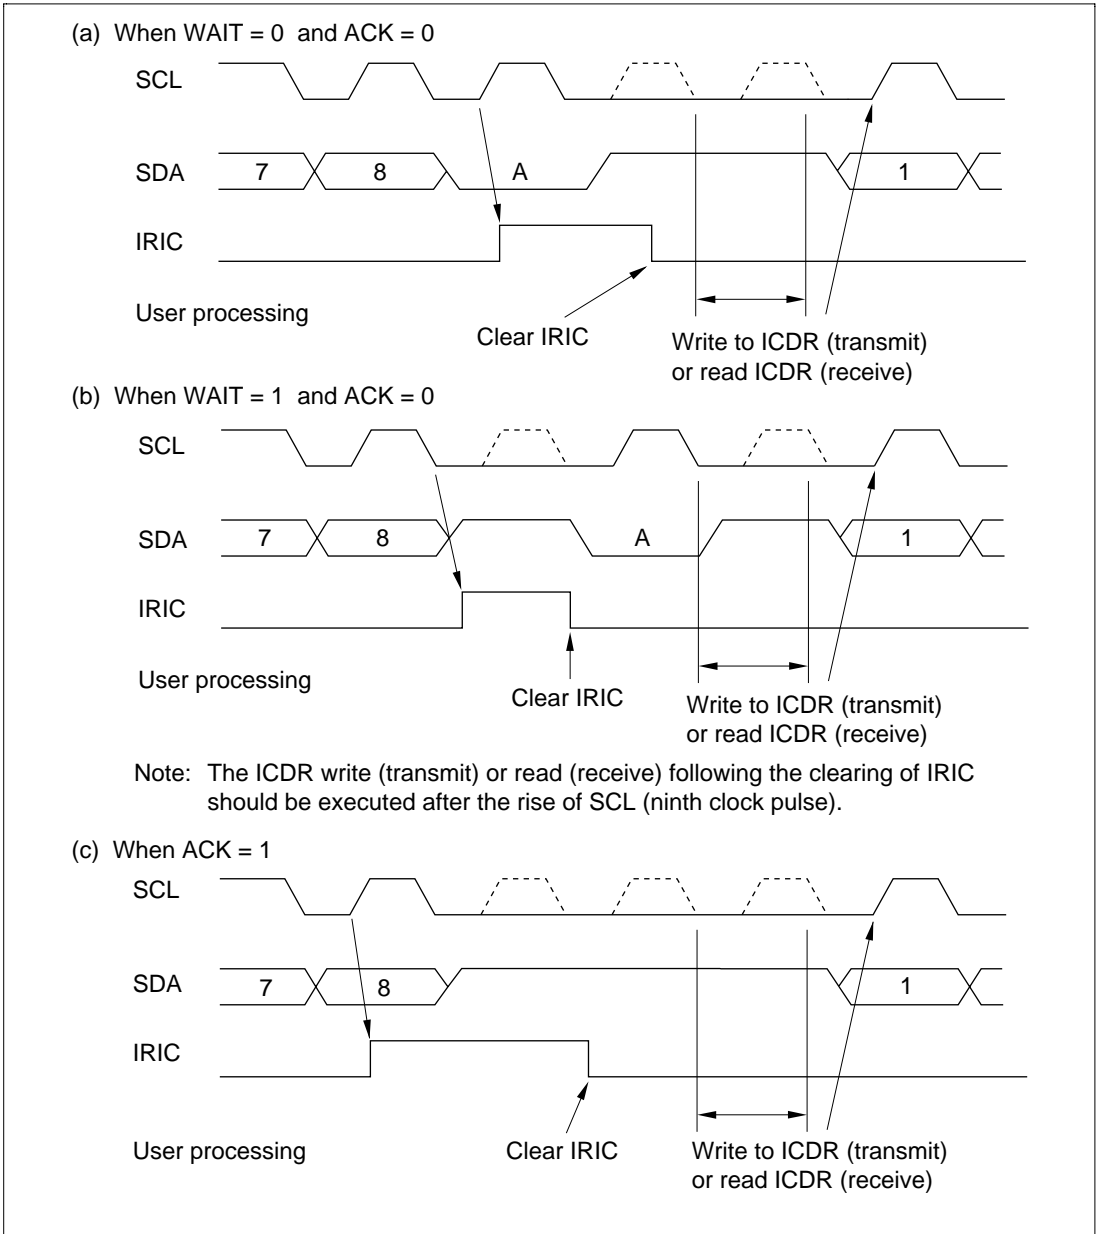 (a) When WAIT = 0 and ACK = 0
SCL
SDA
7 8 A 1
IRIC
User processing
Clear IRIC
Write to ICDR (transmit)
or read ICDR (receive)
(b) When WAIT = 1 and ACK = 0
SCL
SDA
7 8 A 1
IRIC
User processing
Clear IRIC
Write to ICDR (transmit)
or read ICDR (receive)
Note: The ICDR write (transmit) or read (receive) following the clearing of IRIC
should be executed after the rise of SCL (ninth clock pulse).
(c) When ACK = 1
SCL
SDA
7 8 1
IRIC
User processing
Clear IRIC
Write to ICDR (transmit)
or read ICDR (receive)